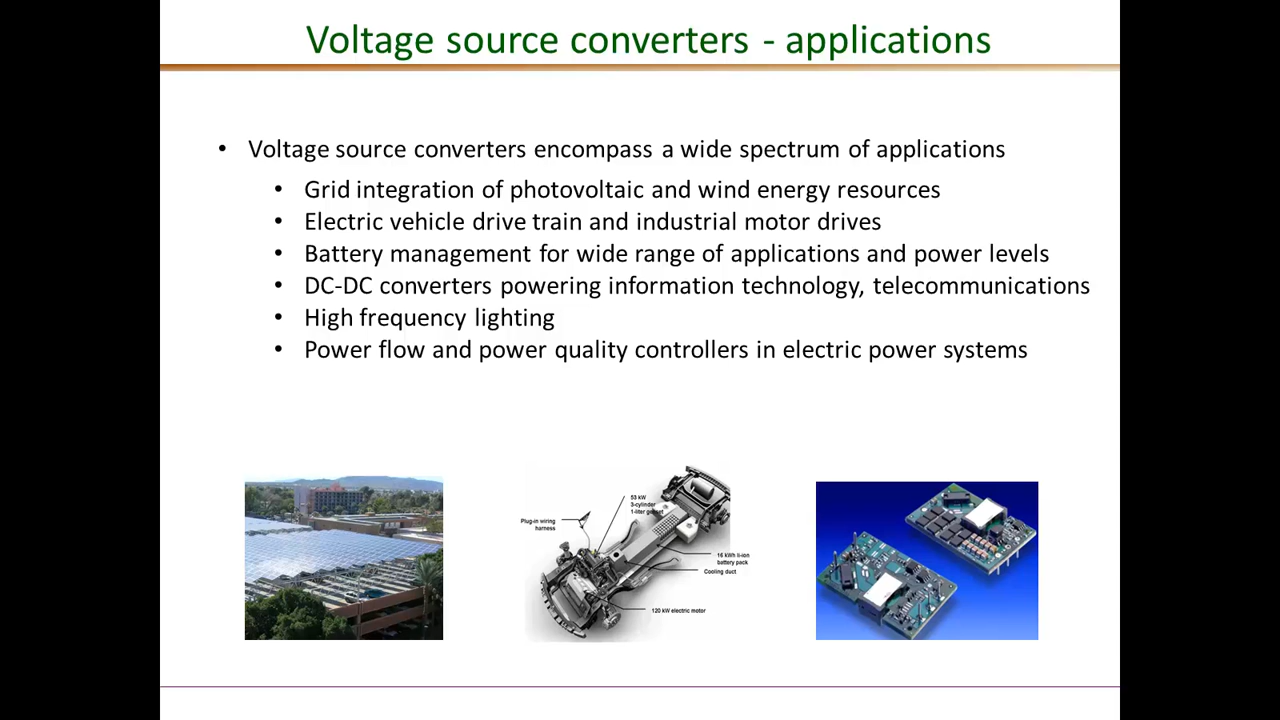 Voltage source converters - applications
• Voltage source converters encompass a wide spectrum of applications
• Grid integration of photovoltaic and wind energy resources
• Electric vehicle drive train and industrial motor drives
• Battery management for wide range of applications and power levels
• DC-DC converters powering information technology, telecommunications
• High frequency lighting
• Power flow and power quality controllers in electric power systems
53 kW
3-cylinder
1-liter genset
Plug-in wiring
harness
16 kWh li-ion
battery pack
Cooling duct
120 kW electric motor